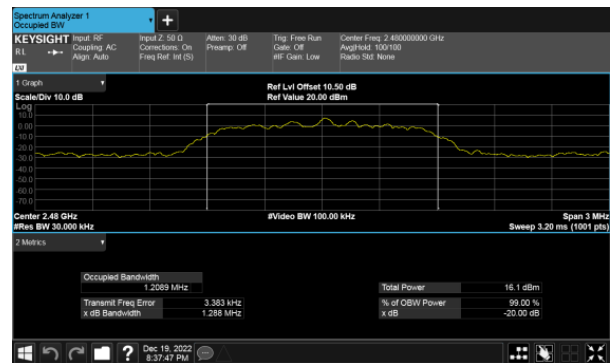 Spectrum Analyzer 1
Occupied BW
KEYSIGHT
RL
Input: RF
Coupling: AC
Align: Auto
Input Z: 50 Ω
Corrections: On
Freq Ref: Int (S)
Atten: 30 dB
Preamp: Off
Trig: Free Run
Gate: Off
#IF Gain: Low
Center Freq: 2.480000000 GHz
Avg|Hold: 100/100
Radio Std: None
LXI
1 Graph
Scale/Div 10.0 dB
Ref Lvl Offset 10.50 dB
Ref Value 20.00 dBm
Log
10.0
0.00
-10.0
-20.0
-30.0
-40.0
-50.0
-60.0
-70.0
Center 2.48 GHz
#Res BW 30.000 kHz
#Video BW 100.00 kHz
Span 3 MHz
Sweep 3.20 ms (1001 pts)
2 Metrics
Occupied Bandwidth
1.2089 MHz
Transmit Freq Error 3.383 kHz
x dB Bandwidth 1.288 MHz
Total Power 16.1 dBm
% of OBW Power 99.00 %
x dB -20.00 dB
Dec 19, 2022
8:37:47 PM